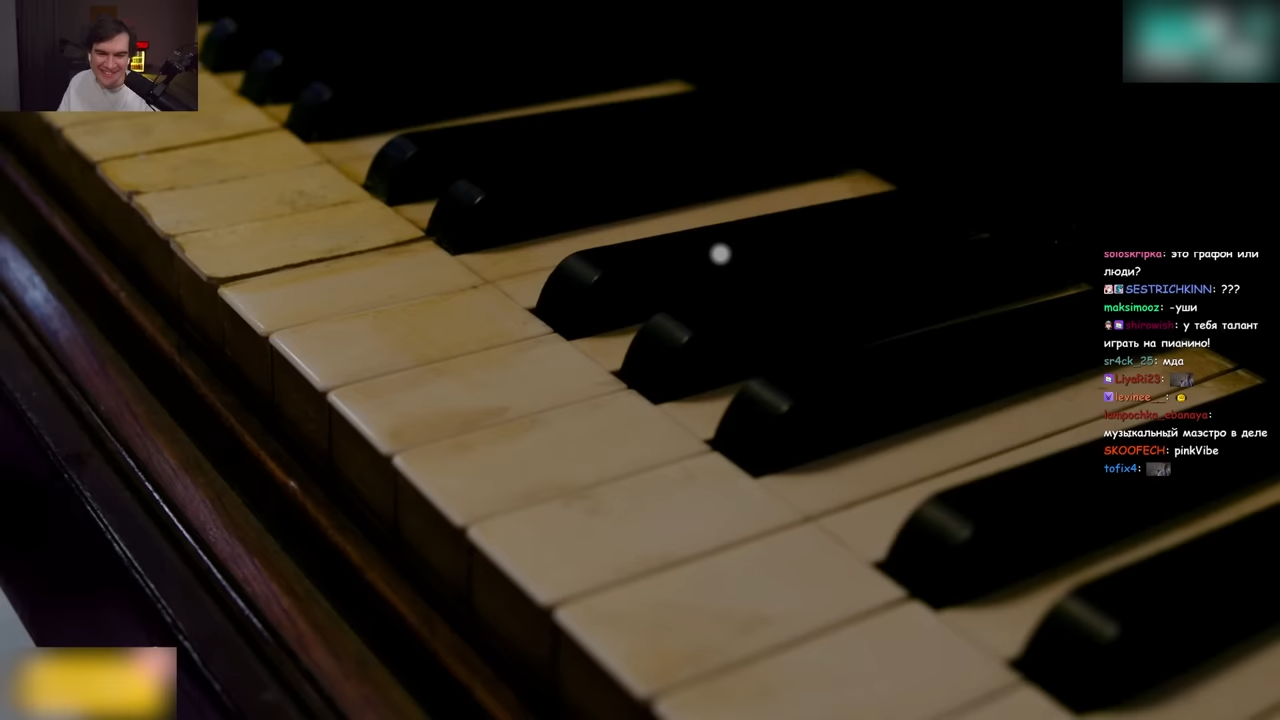 soloskripka: это графон или
люди?
SESTRICHKINN: ???
maksimooz: -уши
shirowish: у тебя талант
играть на пианино!
sr4ck_25: мда
LiyaRi23:
levinee__:
lampochka_ebanaya:
музыкальный маэстро в деле
SKOOFECH: pinkVibe
tofix4: